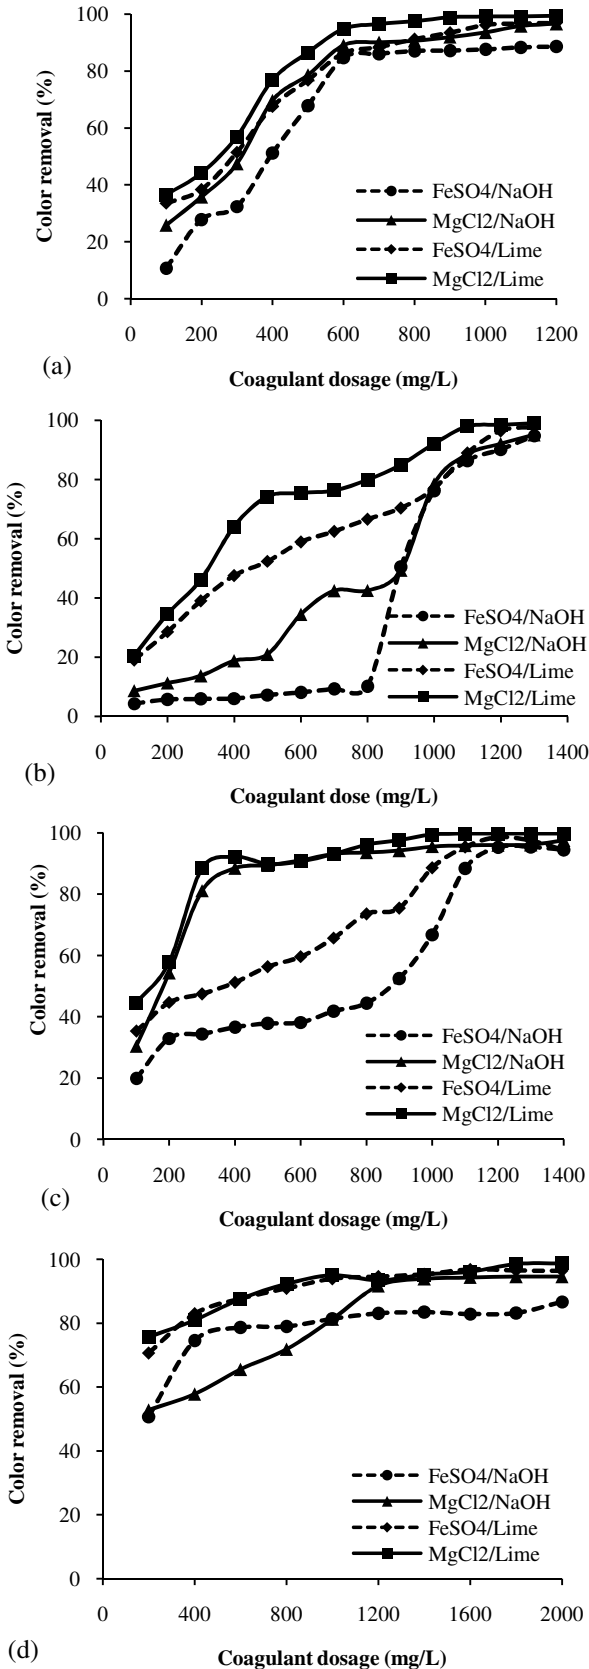 100
80
60
40
20
0
Color removal (%)
FeSO4/NaOH
MgCl2/NaOH
FeSO4/Lime
MgCl2/Lime
0 200 400 600 800 1000 1200
(a)
Coagulant dosage (mg/L)
100
80
60
40
20
0
Color removal (%)
FeSO4/NaOH
MgCl2/NaOH
FeSO4/Lime
MgCl2/Lime
0 200 400 600 800 1000 1200 1400
(b)
Coagulant dose (mg/L)
100
80
60
40
20
0
Color removal (%)
FeSO4/NaOH
MgCl2/NaOH
FeSO4/Lime
MgCl2/Lime
0 200 400 600 800 1000 1200 1400
(c)
Coagulant dosage (mg/L)
100
80
60
40
20
0
Color removal (%)
FeSO4/NaOH
MgCl2/NaOH
FeSO4/Lime
MgCl2/Lime
0 400 800 1200 1600 2000
(d)
Coagulant dosage (mg/L)